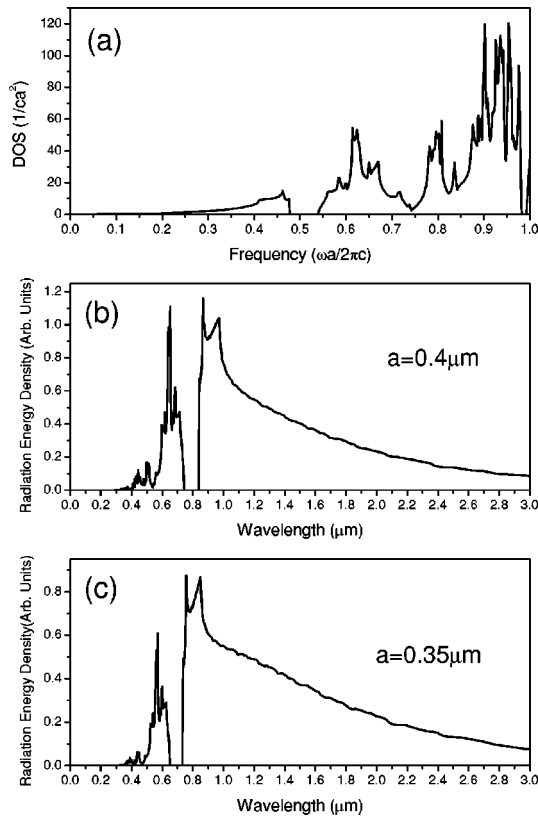 (a)
DOS (1/ca²)
120
100
80
60
40
20
0
0.0 0.1 0.2 0.3 0.4 0.5 0.6 0.7 0.8 0.9 1.0
Frequency (ωa/2πc)
(b)
a=0.4μm
Radiation Energy Density (Arb. Units)
1.2
1.0
0.8
0.6
0.4
0.2
0.0
0.0 0.2 0.4 0.6 0.8 1.0 1.2 1.4 1.6 1.8 2.0 2.2 2.4 2.6 2.8 3.0
Wavelength (μm)
(c)
a=0.35μm
Radiation Energy Density(Arb. Units)
0.8
0.6
0.4
0.2
0.0
0.0 0.2 0.4 0.6 0.8 1.0 1.2 1.4 1.6 1.8 2.0 2.2 2.4 2.6 2.8 3.0
Wavelength (μm)